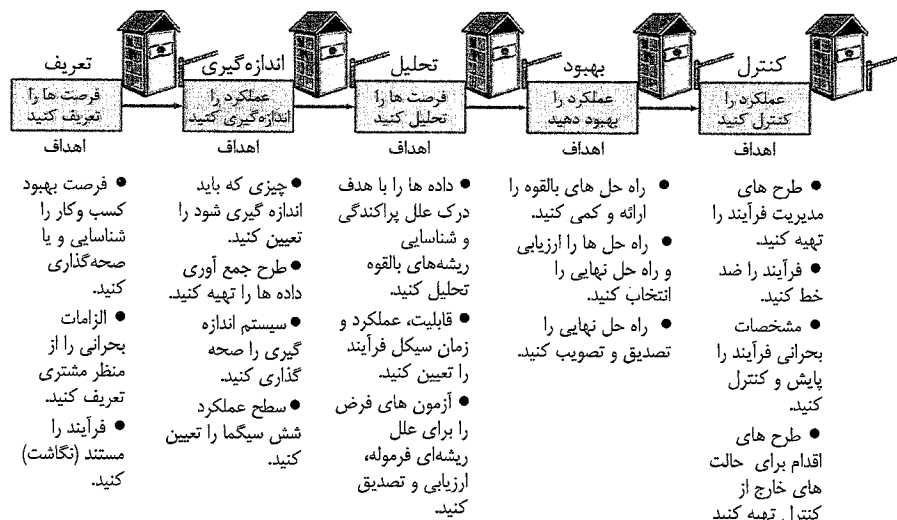 تعریف
فرصت ها را
تعریف کنید
اهداف
● فرصت بهبود
کسب وکار را
شناسایی و یا
صحه‌گذاری
کنید.
● الزامات
بحرانی را از
منظر مشتری
تعریف کنید.
● فرآیند را
مستند (نگاشت)
کنید.
اندازه‌گیری
عملکرد را
اندازه‌گیری کنید
اهداف
● چیزی که باید
اندازه گیری شود را
تعیین کنید.
● طرح جمع آوری
داده ها را تهیه کنید.
● سیستم اندازه
گیری را صحه
گذاری کنید.
● سطح عملکرد
شش سیگما را تعیین
کنید.
تحلیل
فرصت ها را
تحلیل کنید
اهداف
● داده ها را با هدف
درک علل پراکندگی
و شناسایی
ریشه‌های بالقوه
تحلیل کنید.
● قابلیت، عملکرد و
زمان سیکل فرآیند
را تعیین کنید.
● آزمون های فرض
را برای علل
ریشه‌ای فرموله،
ارزیابی و تصدیق
کنید.
بهبود
عملکرد را
بهبود دهید
اهداف
● راه حل های بالقوه را
ارائه و کمی کنید.
● راه حل ها را ارزیابی
و راه حل نهایی را
انتخاب کنید.
● راه حل نهایی را
تصدیق و تصویب کنید.
کنترل
عملکرد را
کنترل کنید
اهداف
● طرح های
مدیریت فرآیند را
تهیه کنید.
● فرآیند را ضد
خط کنید.
● مشخصات
بحرانی فرآیند را
پایش و کنترل
کنید.
● طرح های
اقدام برای حالت
های خارج از
کنترل تهیه کنید